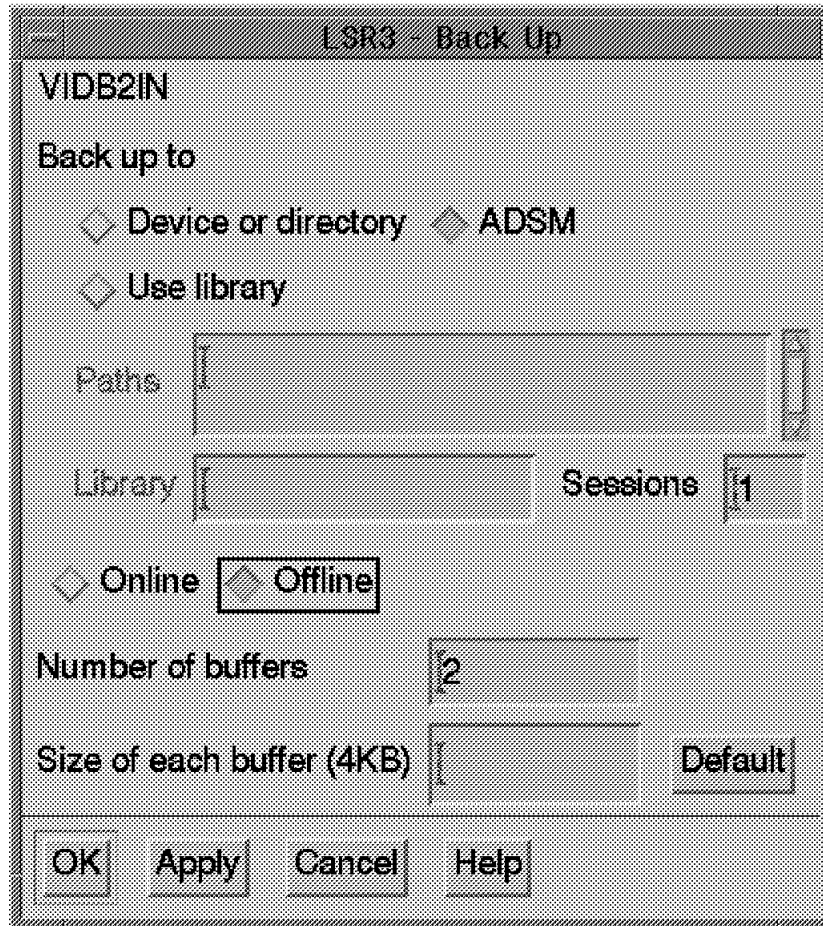 LSR3 - Back Up
VIDB2IN
Back up to
Device or directory ADSM
Use library
Paths
Library Sessions 1
Online Offline
Number of buffers 2
Size of each buffer (4KB) Default
OK Apply Cancel Help